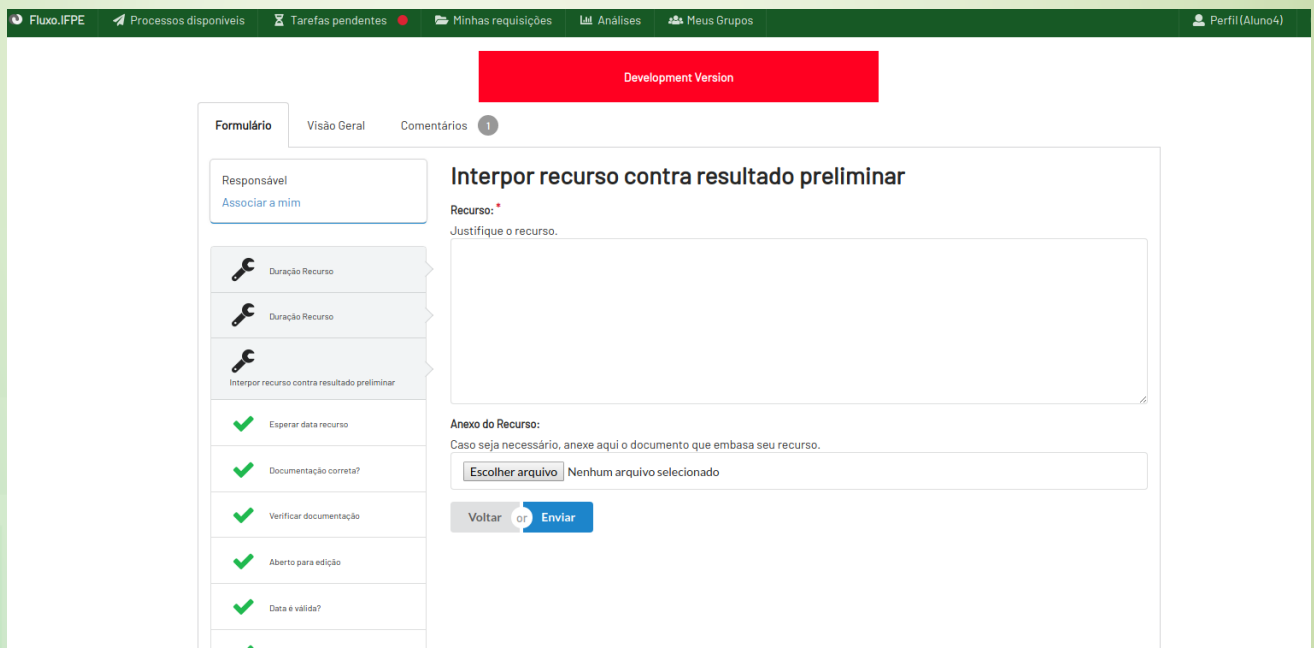 Fluxo.IFPE Processos disponíveis Tarefas pendentes Minhas requisições Análises Meus Grupos Perfil (Aluno4)
Development Version
Formulário Visão Geral Comentários 1
Responsável
Associar a mim
Duração Recurso
Duração Recurso
Interpor recurso contra resultado preliminar
Esperar data recurso
Documentação correta?
Verificar documentação
Aberto para edição
Data é válida?
Interpor recurso contra resultado preliminar
Recurso: *
Justifique o recurso.
Anexo do Recurso:
Caso seja necessário, anexe aqui o documento que embasa seu recurso.
Escolher arquivo Nenhum arquivo selecionado
Voltar or Enviar